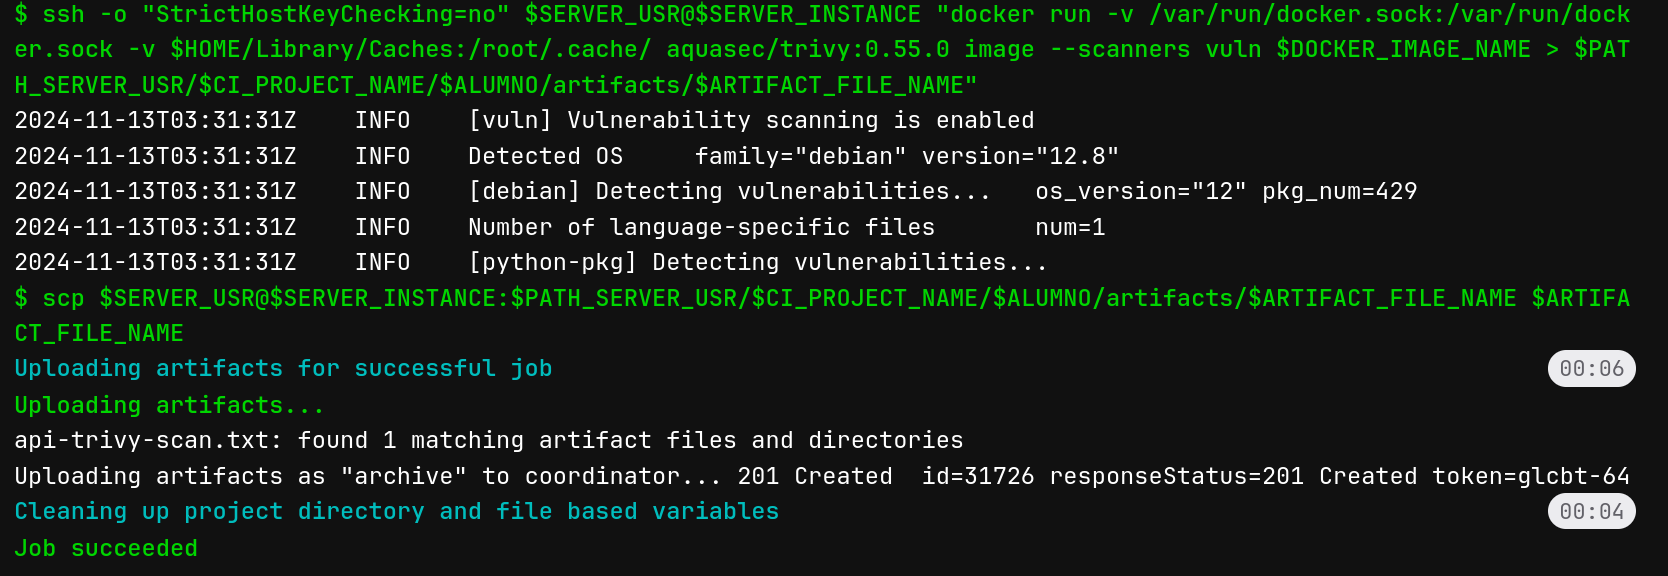 $ ssh -o "StrictHostKeyChecking=no" $SERVER_USR@$SERVER_INSTANCE "docker run -v /var/run/docker.sock:/var/run/dock
er.sock -v $HOME/Library/Caches:/root/.cache/ aquasec/trivy:0.55.0 image --scanners vuln $DOCKER_IMAGE_NAME > $PAT
H_SERVER_USR/$CI_PROJECT_NAME/$ALUMNO/artifacts/$ARTIFACT_FILE_NAME"
2024-11-13T03:31:31Z    INFO    [vuln] Vulnerability scanning is enabled
2024-11-13T03:31:31Z    INFO    Detected OS     family="debian" version="12.8"
2024-11-13T03:31:31Z    INFO    [debian] Detecting vulnerabilities...   os_version="12" pkg_num=429
2024-11-13T03:31:31Z    INFO    Number of language-specific files       num=1
2024-11-13T03:31:31Z    INFO    [python-pkg] Detecting vulnerabilities...
$ scp $SERVER_USR@$SERVER_INSTANCE:$PATH_SERVER_USR/$CI_PROJECT_NAME/$ALUMNO/artifacts/$ARTIFACT_FILE_NAME $ARTIFA
CT_FILE_NAME
Uploading artifacts for successful job 00:06
Uploading artifacts...
api-trivy-scan.txt: found 1 matching artifact files and directories
Uploading artifacts as "archive" to coordinator... 201 Created  id=31726 responseStatus=201 Created token=glcbt-64
Cleaning up project directory and file based variables 00:04
Job succeeded